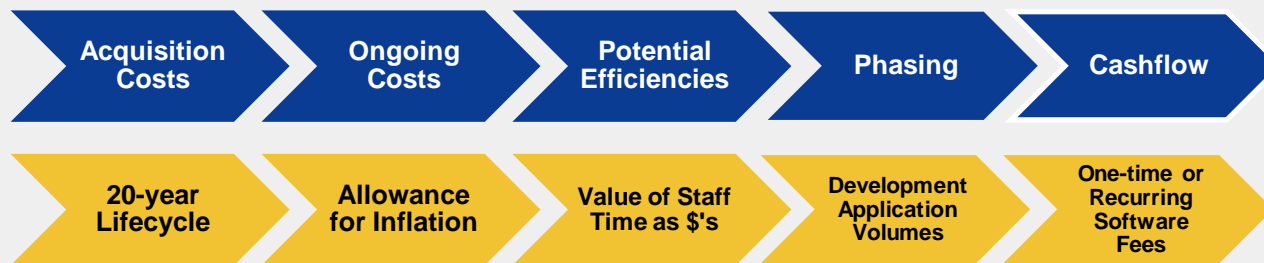 Acquisition
Costs
Ongoing
Costs
Potential
Efficiencies
Phasing
Cashflow
20-year
Lifecycle
Allowance
for Inflation
Value of Staff
Time as $'s
Development
Application
Volumes
One-time or
Recurring
Software
Fees